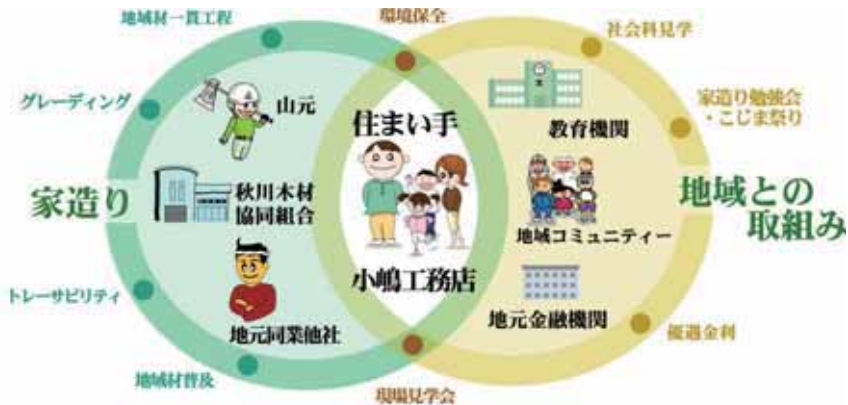 地域材一貫工程
環境保全
社会科見学
グレーディング
山元
住まい手
教育機関
家造り勉強会
・こじま祭り
家造り
秋川木材
協同組合
地域コミュニティー
地域との
取組み
トレーサビリティ
地元同業他社
小嶋工務店
地元金融機関
優遇金利
地域材普及
現場見学会